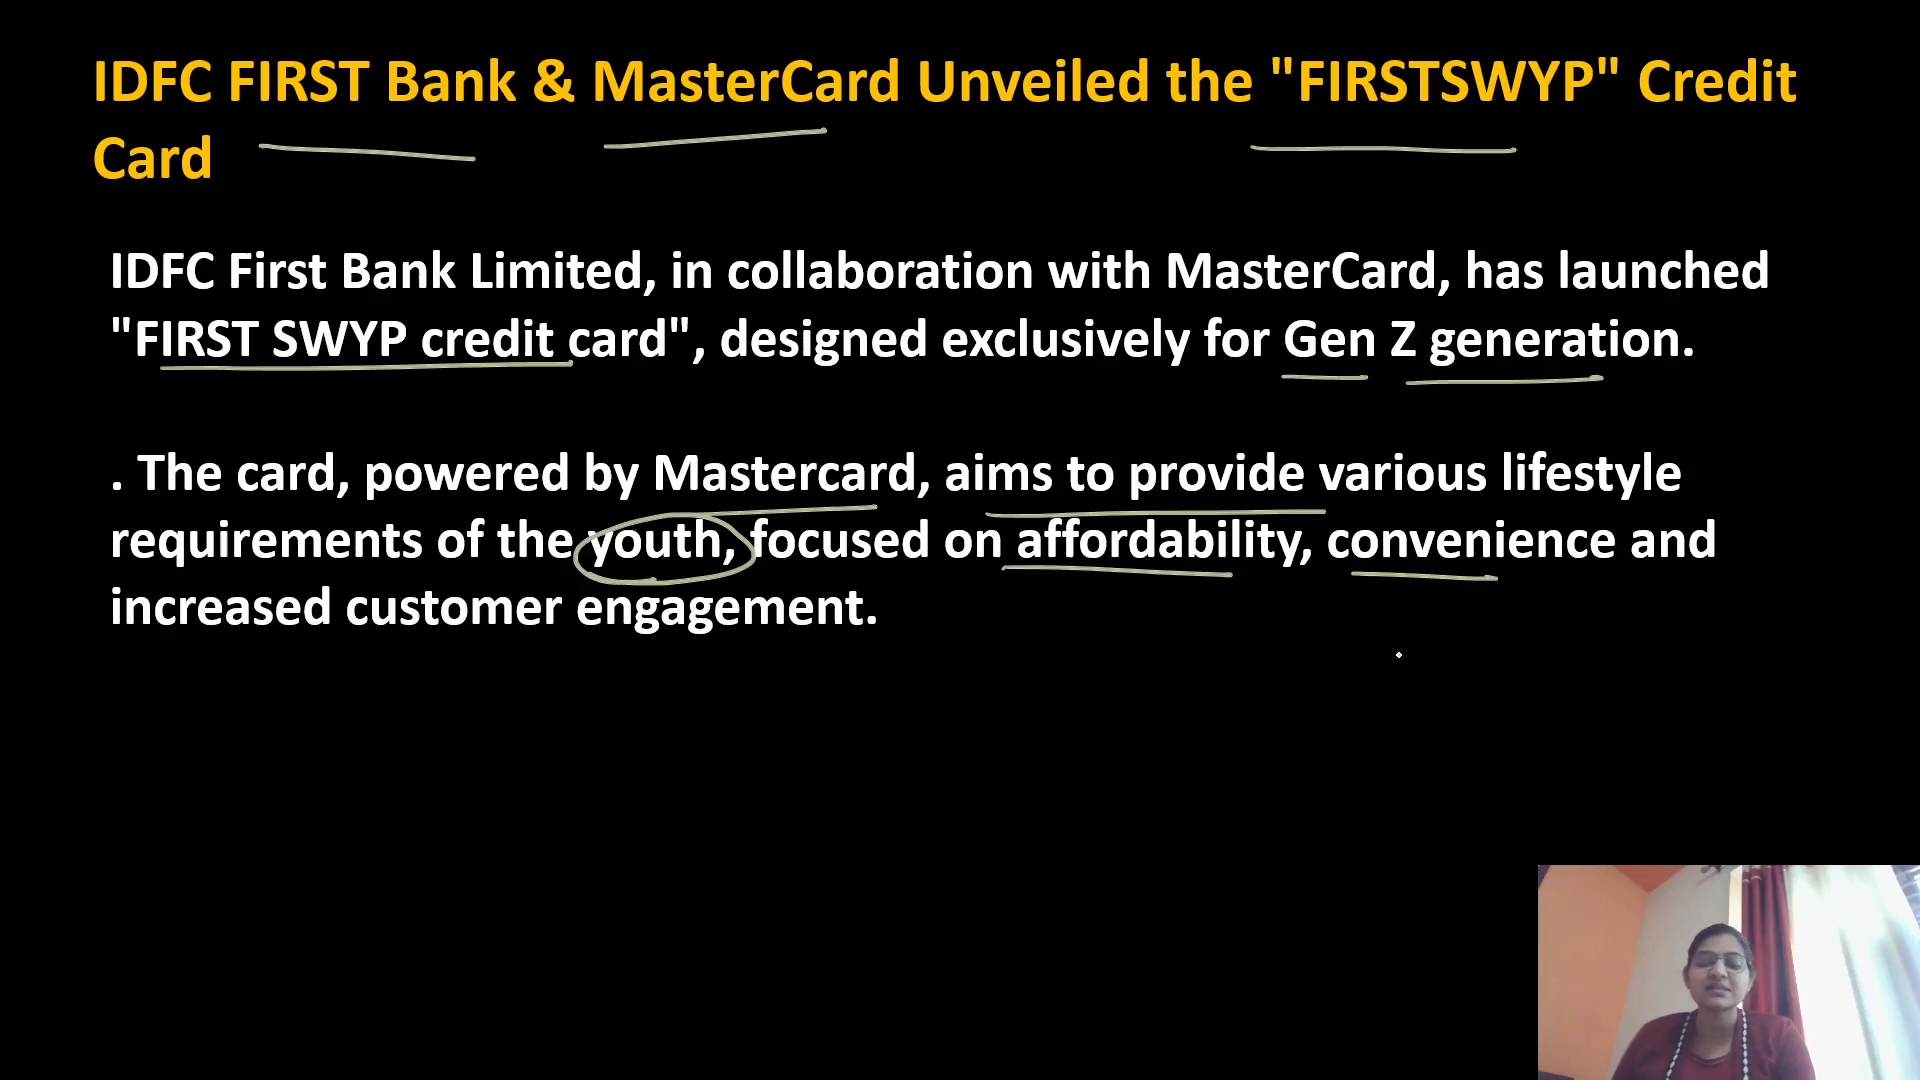 IDFC FIRST Bank & MasterCard Unveiled the "FIRSTSWYP" Credit
Card
IDFC First Bank Limited, in collaboration with MasterCard, has launched
"FIRST SWYP credit card", designed exclusively for Gen Z generation.
. The card, powered by Mastercard, aims to provide various lifestyle
requirements of the youth, focused on affordability, convenience and
increased customer engagement.